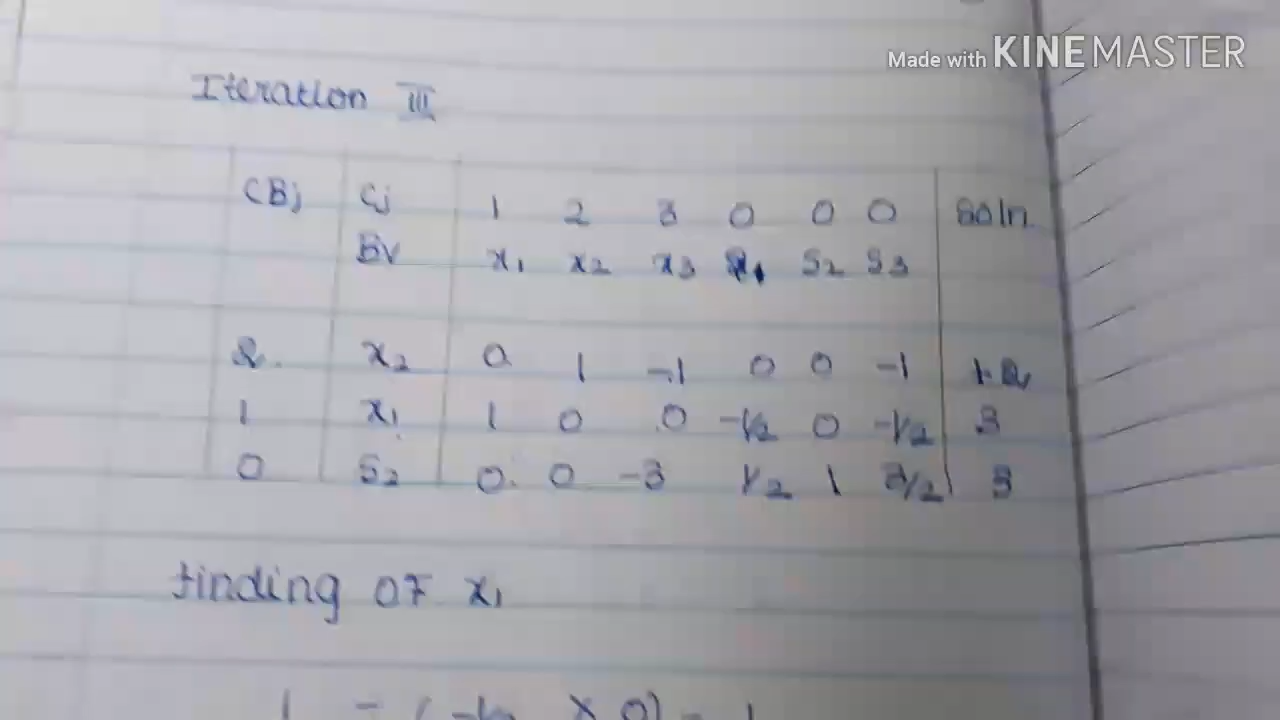 Made with KINEMASTER
Iteration III
CBj Cj 1 2 3 0 0 0 Soln
BV x1 x2 x3 S2 S3
2 x2 0 1 -1 0 0 -1
1 x1 1 0 0 -1/2 0 -1/2 3
0 S2 0 0 -3 1/2 1 3/2 3
finding of x1